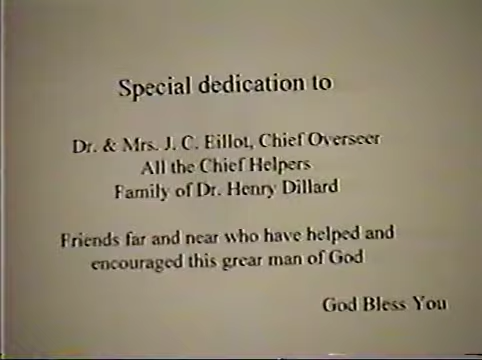 Special dedication to
Dr. & Mrs. J. C. Eillot, Chief Overseer
All the Chief Helpers
Family of Dr. Henry Dillard
Friends far and near who have helped and
encouraged this grear man of God
God Bless You